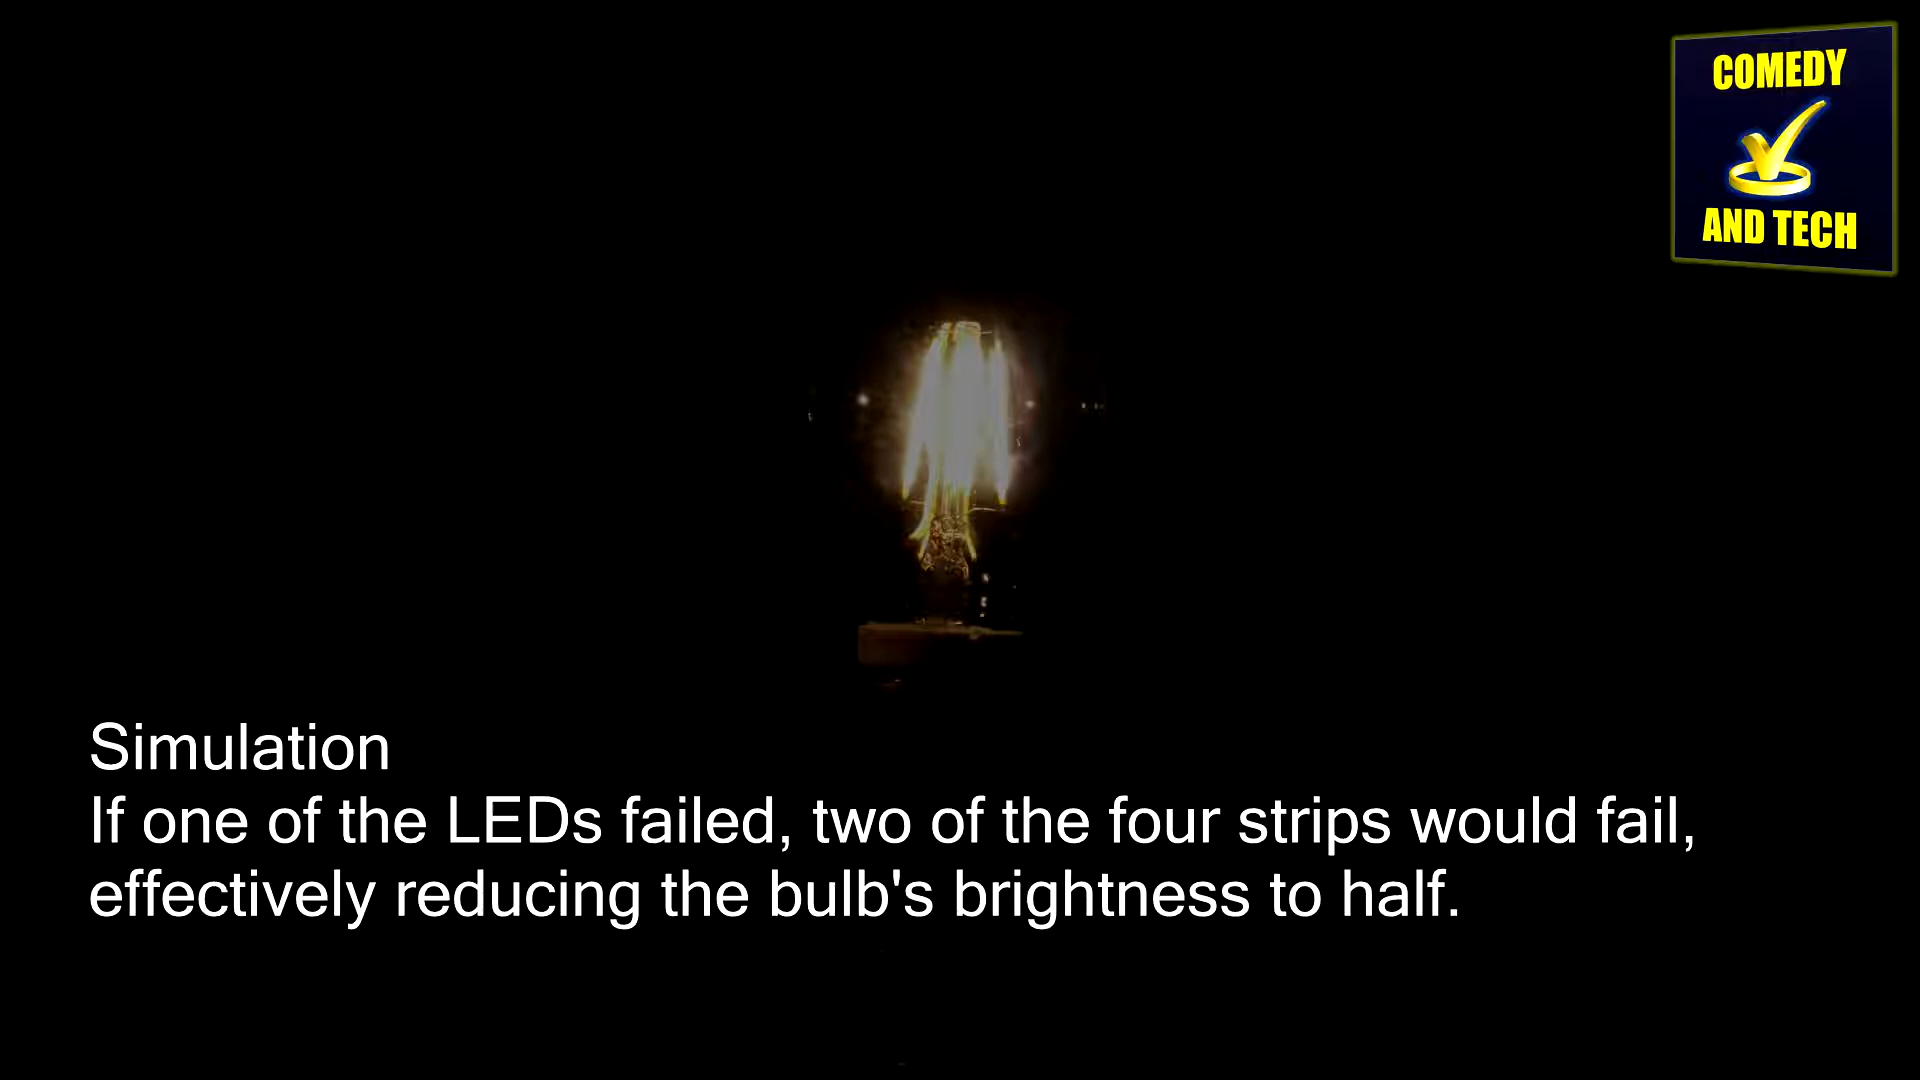 COMEDY
AND TECH
Simulation
If one of the LEDs failed, two of the four strips would fail,
effectively reducing the bulb's brightness to half.